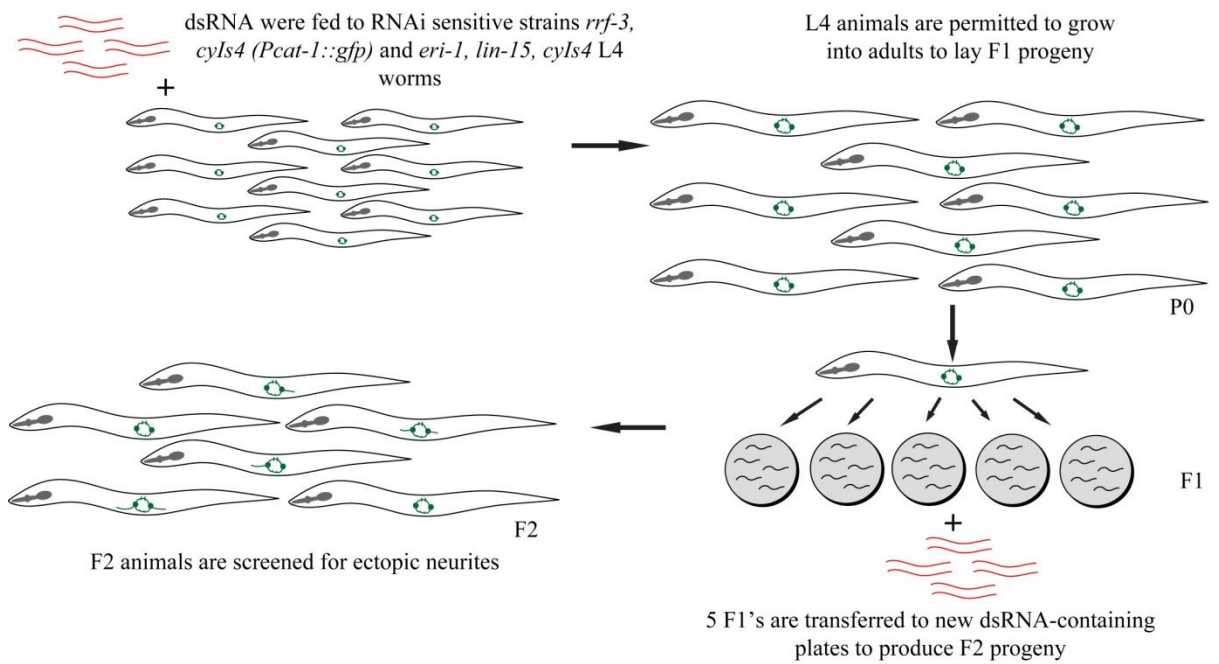 dsRNA were fed to RNAi sensitive strains rrf-3,
cyIs4 (Pcat-1::gfp) and eri-1, lin-15, cyIs4 L4
worms
+
L4 animals are permitted to grow
into adults to lay F1 progeny
P0
F1
+
5 F1's are transferred to new dsRNA-containing
plates to produce F2 progeny
F2
F2 animals are screened for ectopic neurites